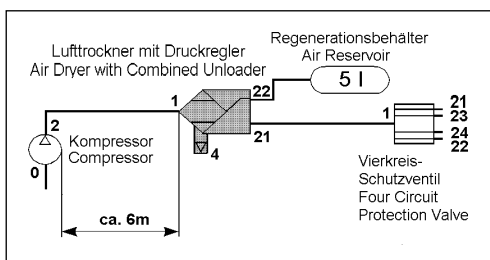 Lufttrockner mit Druckregler
Air Dryer with Combined Unloader
Regenerationsbehälter
Air Reservoir
5 l
22
1
21
4
2
0
Kompressor
Compressor
ca. 6m
1
21
23
24
22
Vierkreis-
Schutzventil
Four Circuit
Protection Valve